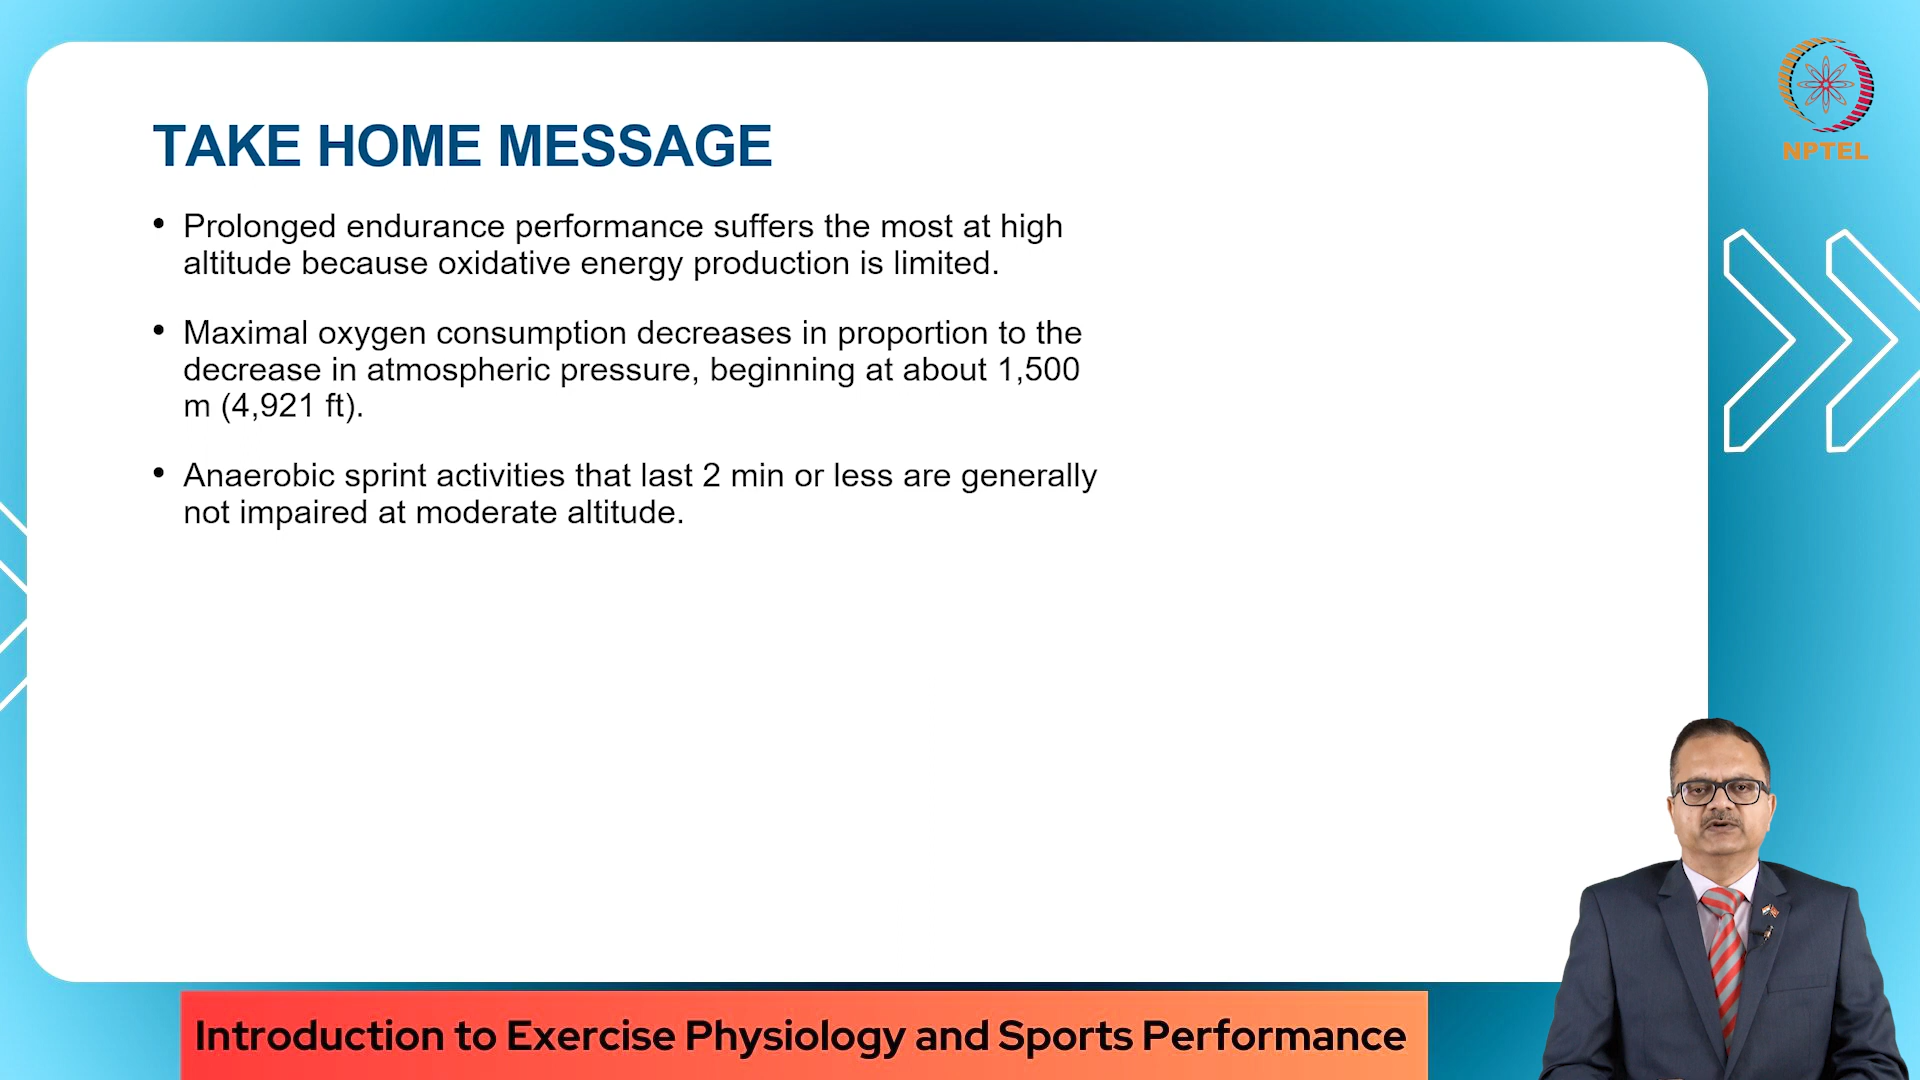 TAKE HOME MESSAGE
• Prolonged endurance performance suffers the most at high
altitude because oxidative energy production is limited.
• Maximal oxygen consumption decreases in proportion to the
decrease in atmospheric pressure, beginning at about 1,500
m (4,921 ft).
• Anaerobic sprint activities that last 2 min or less are generally
not impaired at moderate altitude.
NPTEL
Introduction to Exercise Physiology and Sports Performance